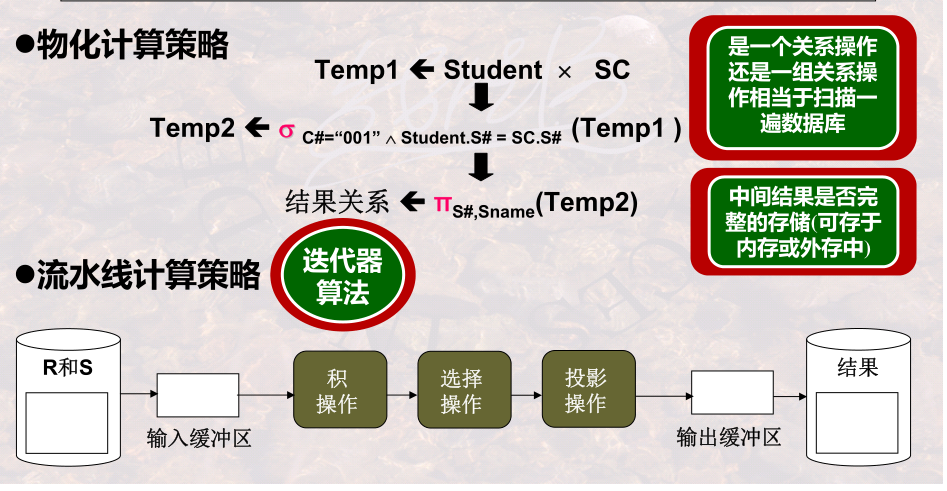 ●物化计算策略
Temp1 🡸 Student × SC
Temp2 🡸 σ C#=“001” ∧ Student.S# = SC.S# (Temp1 )
结果关系 🡸 πS#,Sname(Temp2)
是一个关系操作
还是一组关系操
作相当于扫描一
遍数据库
中间结果是否完
整的存储(可存于
内存或外存中)
●流水线计算策略
迭代器
算法
R和S
输入缓冲区
积
操作
选择
操作
投影
操作
输出缓冲区
结果